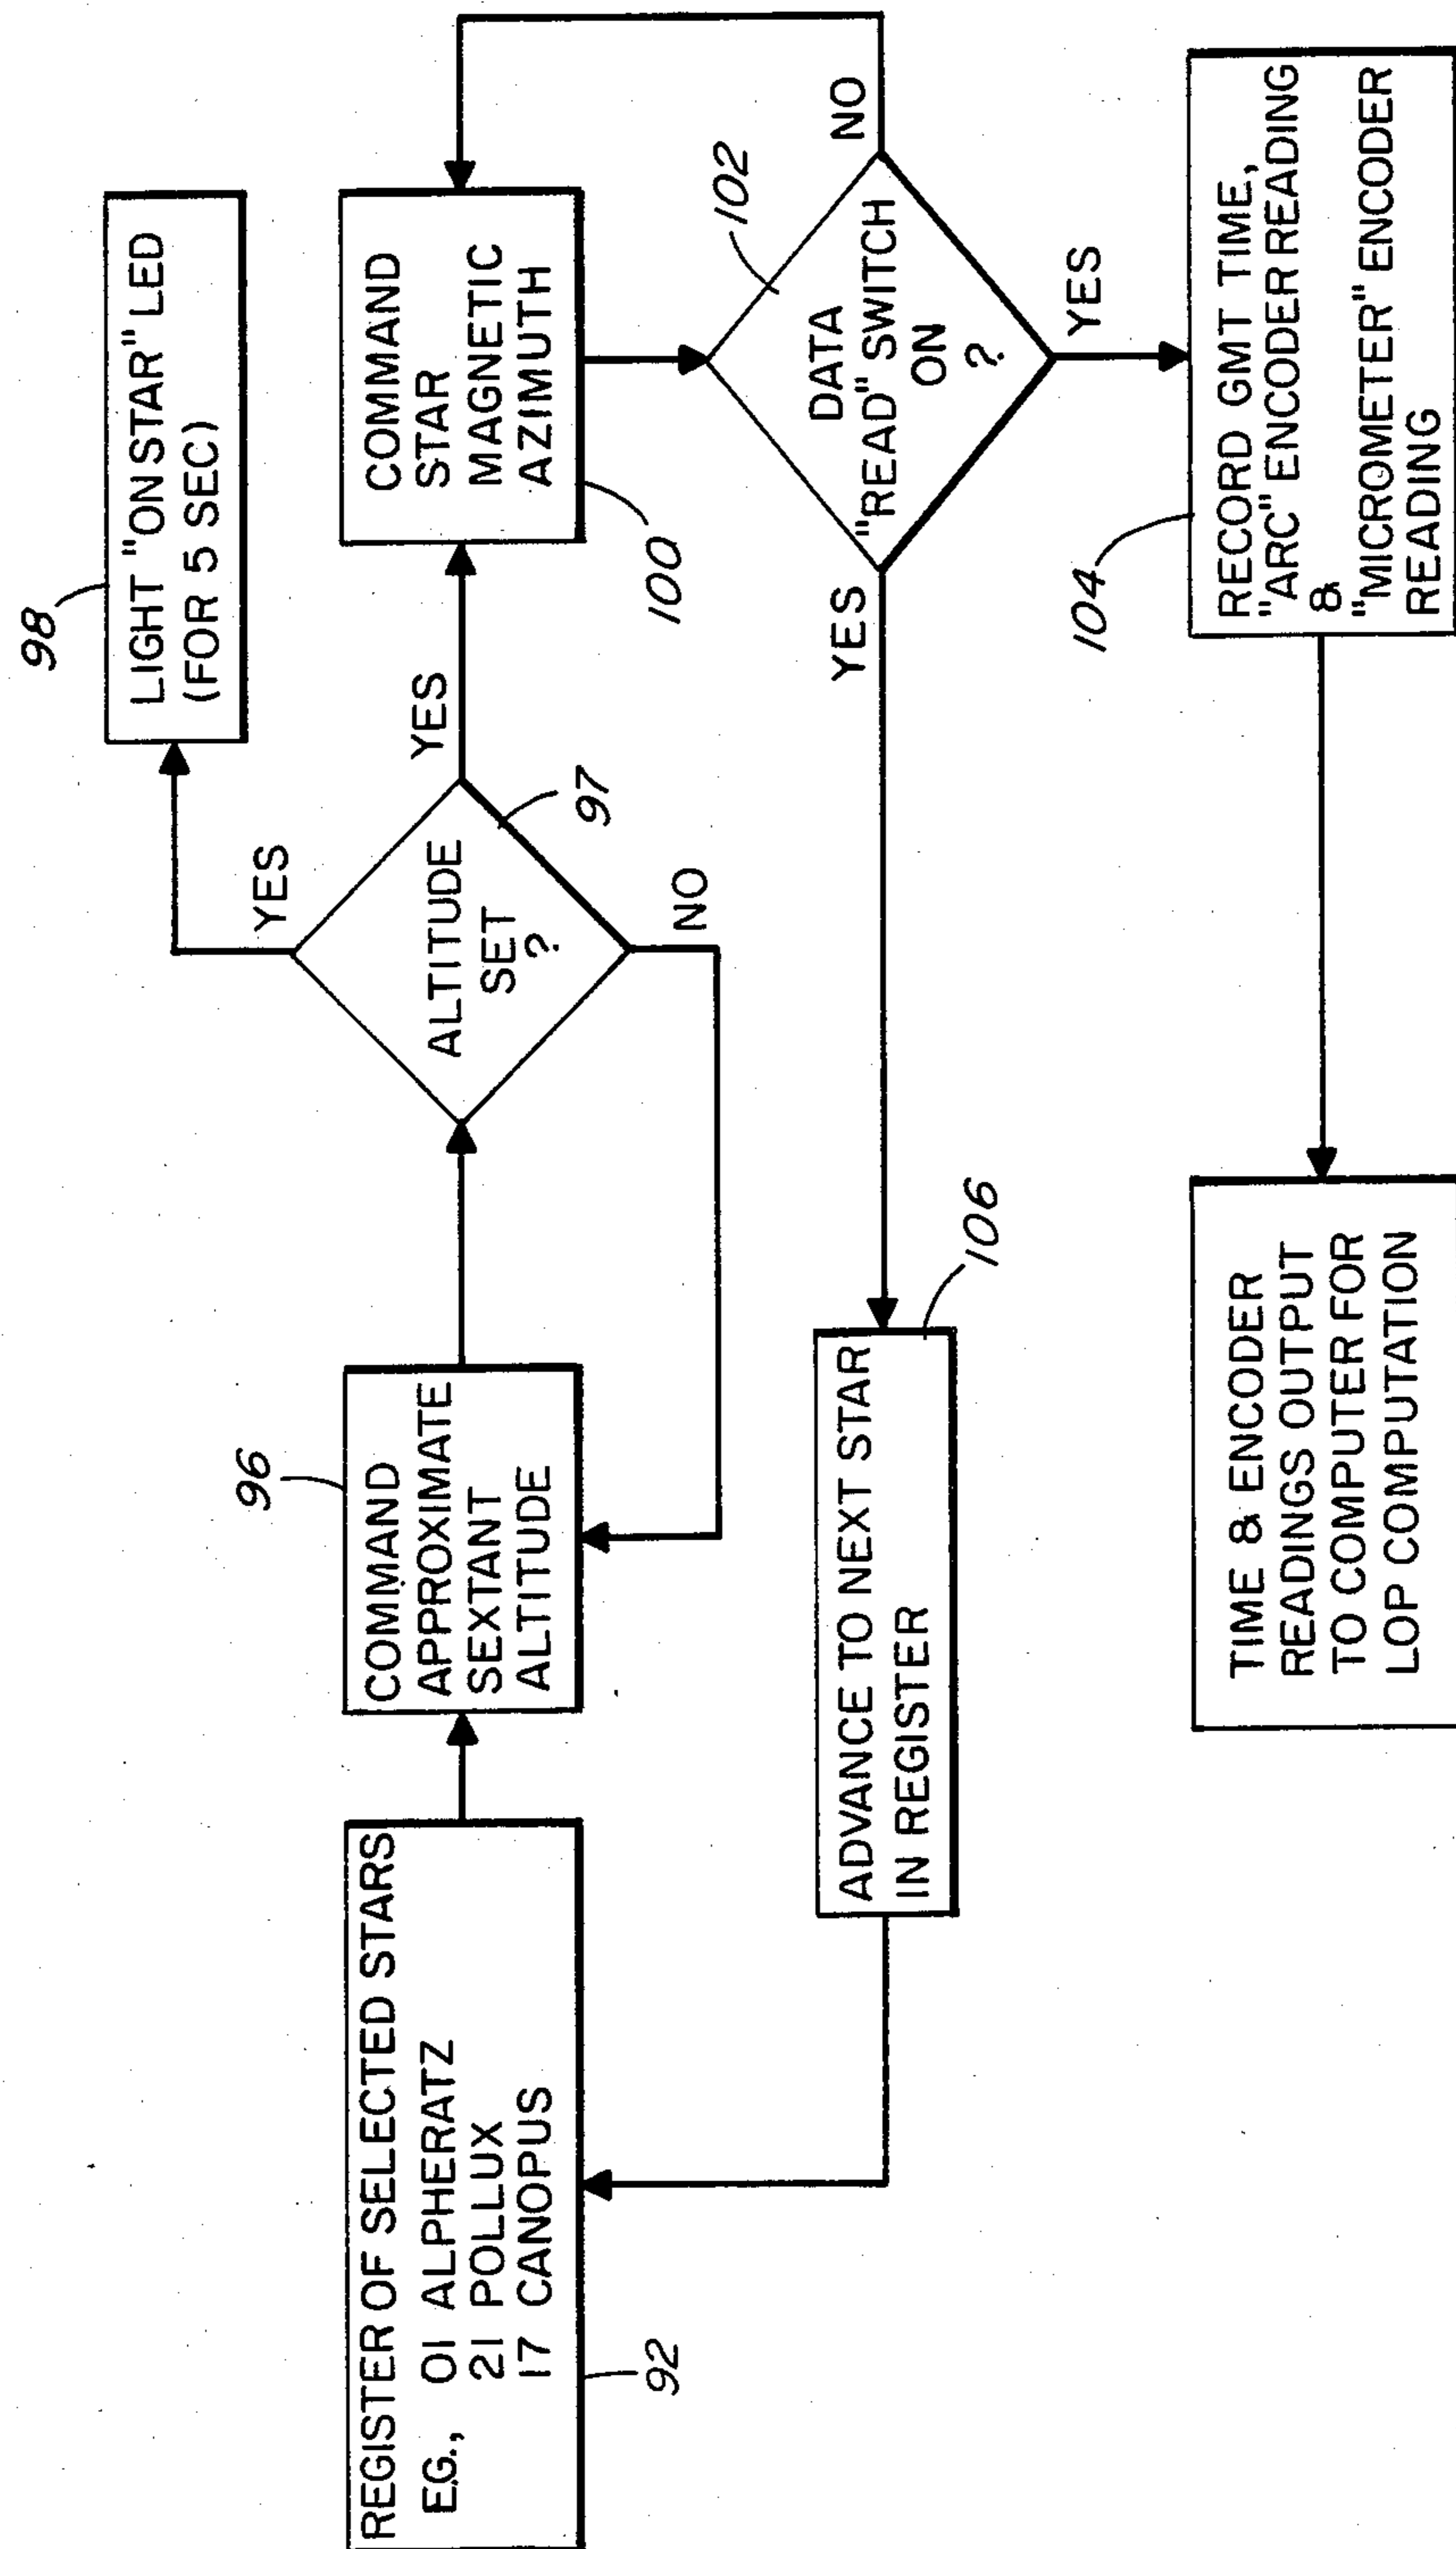 REGISTER OF SELECTED STARS
E.G., 01 ALPHERATZ
21 POLLUX
17 CANOPUS
92
COMMAND
APPROXIMATE
SEXTANT
ALTITUDE
96
ALTITUDE
SET
?
97
YES
LIGHT "ON STAR" LED
(FOR 5 SEC)
98
NO
YES
COMMAND
STAR
MAGNETIC
AZIMUTH
100
DATA
"READ" SWITCH
ON
?
102
NO
YES
ADVANCE TO NEXT STAR
IN REGISTER
106
YES
RECORD GMT TIME,
"ARC" ENCODER READING
&
"MICROMETER" ENCODER
READING
104
TIME & ENCODER
READINGS OUTPUT
TO COMPUTER FOR
LOP COMPUTATION